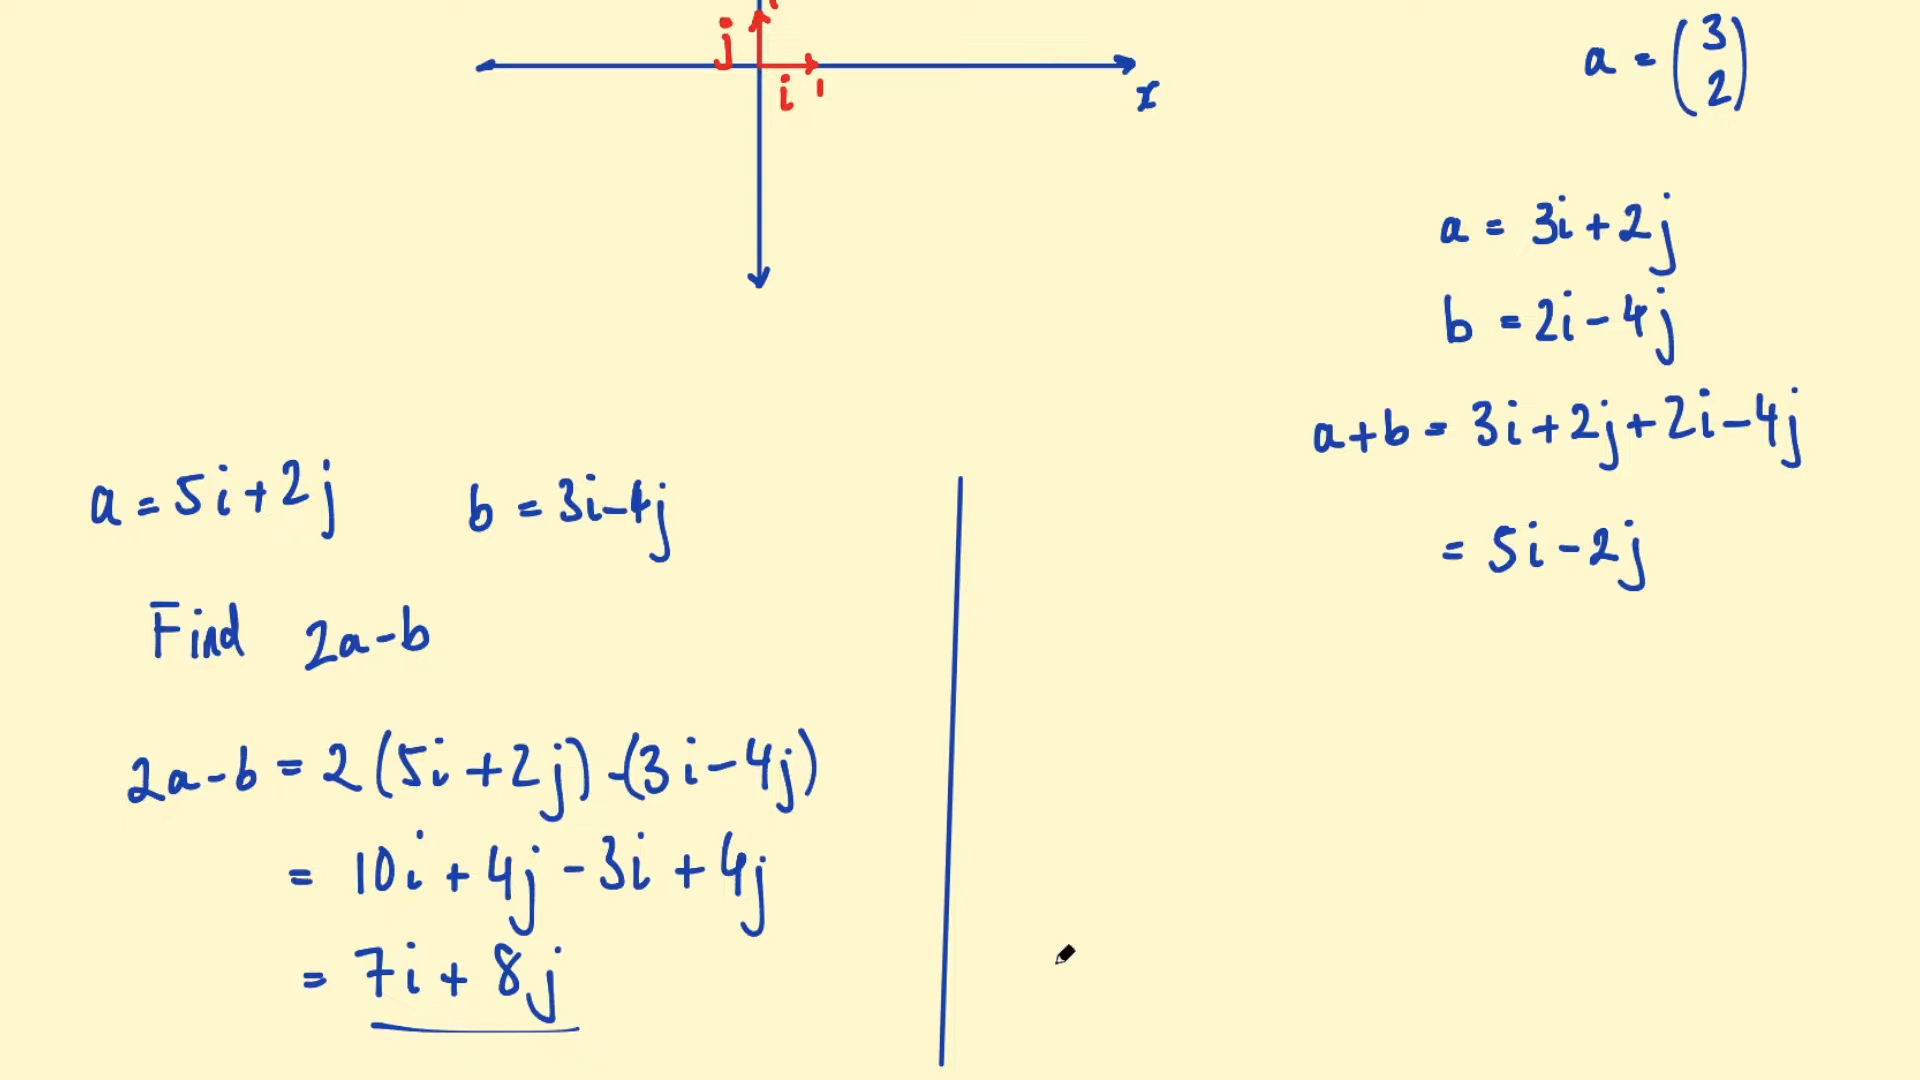 j
i 1
x
a = (3 2)
a = 3i + 2j
b = 2i - 4j
a + b = 3i + 2j + 2i - 4j
= 5i - 2j
a = 5i + 2j b = 3i - 4j
Find 2a - b
2a - b = 2(5i + 2j) - (3i - 4j)
= 10i + 4j - 3i + 4j
= 7i + 8j